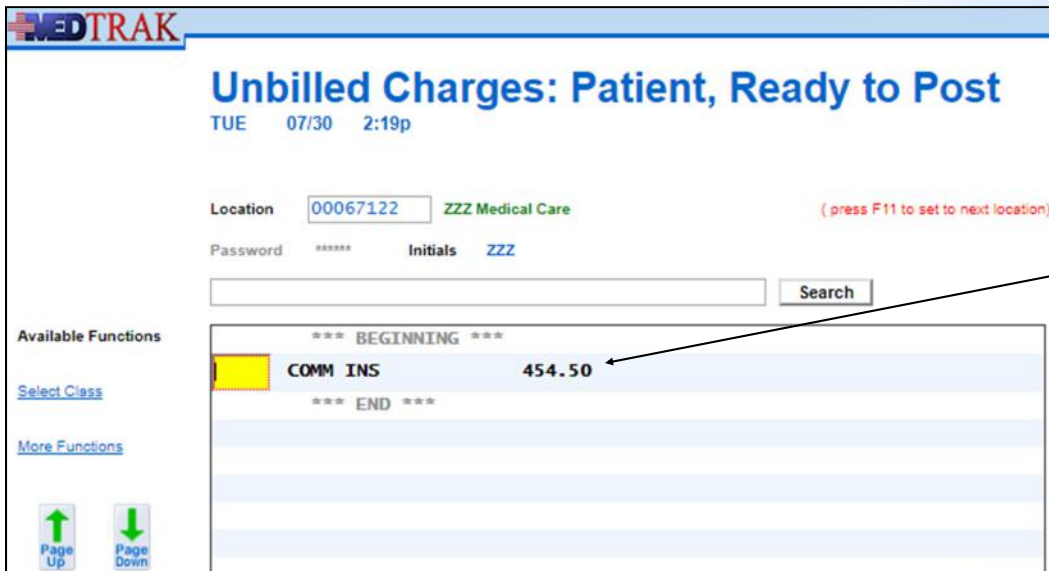 MEDTRAK
Unbilled Charges: Patient, Ready to Post
TUE 07/30 2:19p
Location 00067122 ZZZ Medical Care ( press F11 to set to next location)
Password ****** Initials ZZZ
Search
Available Functions
*** BEGINNING ***
COMM INS 454.50
Select Class
*** END ***
More Functions
Page Up
Page Down